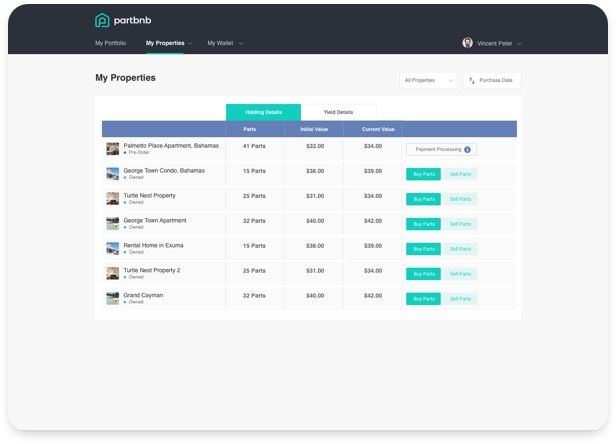 partbnb
My Portfolio My Properties My Wallet Vincent Peter
My Properties All Properties Purchase Date
Holding Details Yield Details
Parts Initial Value Current Value
Palmetto Place Apartment, Bahamas 41 Parts $32.00 $34.00 Payment Processing i
Pre-Order
George Town Condo, Bahamas 15 Parts $38.00 $39.00 Buy Parts Sell Parts
Owned
Turtle Nest Property 25 Parts $31.00 $34.00 Buy Parts Sell Parts
Owned
George Town Apartment 32 Parts $40.00 $42.00 Buy Parts Sell Parts
Owned
Rental Home in Exuma 15 Parts $38.00 $39.00 Buy Parts Sell Parts
Owned
Turtle Nest Property 2 25 Parts $31.00 $34.00 Buy Parts Sell Parts
Owned
Grand Cayman 32 Parts $40.00 $42.00 Buy Parts Sell Parts
Owned